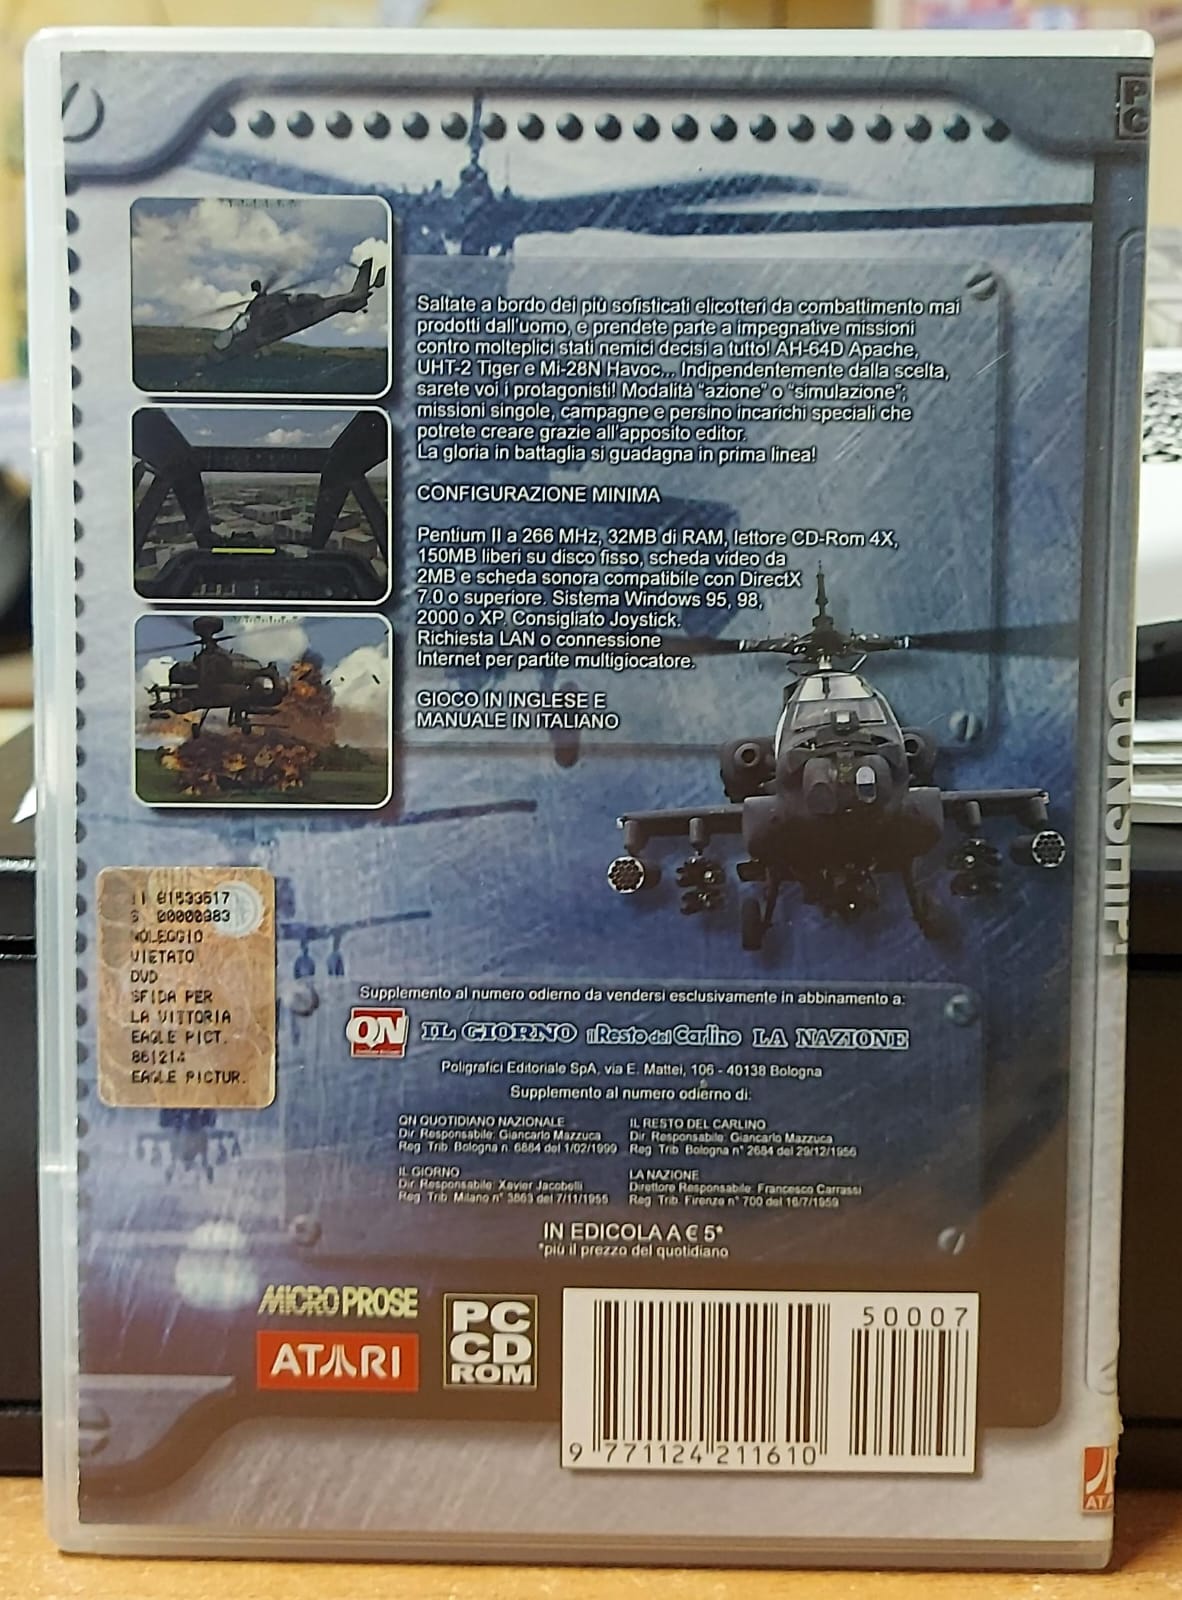 PC
Saltate a bordo dei più sofisticati elicotteri da combattimento mai
prodotti dall'uomo, e prendete parte a impegnative missioni
contro molteplici stati nemici decisi a tutto! AH-64D Apache,
UHT-2 Tiger e Mi-28N Havoc... Indipendentemente dalla scelta,
sarete voi i protagonisti! Modalità "azione" o "simulazione";
missioni singole, campagne e persino incarichi speciali che
potrete creare grazie all'apposito editor.
La gloria in battaglia si guadagna in prima linea!
CONFIGURAZIONE MINIMA
Pentium II a 266 MHz, 32MB di RAM, lettore CD-Rom 4X,
150MB liberi su disco fisso, scheda video da
2MB e scheda sonora compatibile con DirectX
7.0 o superiore. Sistema Windows 95, 98,
2000 o XP. Consigliato Joystick.
Richiesta LAN o connessione
Internet per partite multigiocatore.
GIOCO IN INGLESE E
MANUALE IN ITALIANO
GUNSHIP!
01533517
S 00000983
NOLEGGIO
VIETATO
DVD
SFIDA PER
LA VITTORIA
EAGLE PICT.
861214
EAGLE PICTUR.
Supplemento al numero odierno da vendersi esclusivamente in abbinamento a:
QN IL GIORNO il Resto del Carlino LA NAZIONE
Poligrafici Editoriale SpA, via E. Mattei, 106 - 40138 Bologna
Supplemento al numero odierno di:
QN QUOTIDIANO NAZIONALE
Dir. Responsabile: Giancarlo Mazzuca
Reg. Trib. Bologna n. 6884 del 1/02/1999
IL RESTO DEL CARLINO
Dir. Responsabile: Giancarlo Mazzuca
Reg. Trib. Bologna n° 2684 del 29/12/1956
IL GIORNO
Dir. Responsabile: Xavier Jacobelli
Reg. Trib. Milano n° 3863 del 7/11/1955
LA NAZIONE
Direttore Responsabile: Francesco Carrassi
Reg. Trib. Firenze n° 700 del 16/7/1959
IN EDICOLA A € 5*
*più il prezzo del quotidiano
MICROPROSE
ATARI
PC
CD
ROM
50007
9 771124 211610
ATA